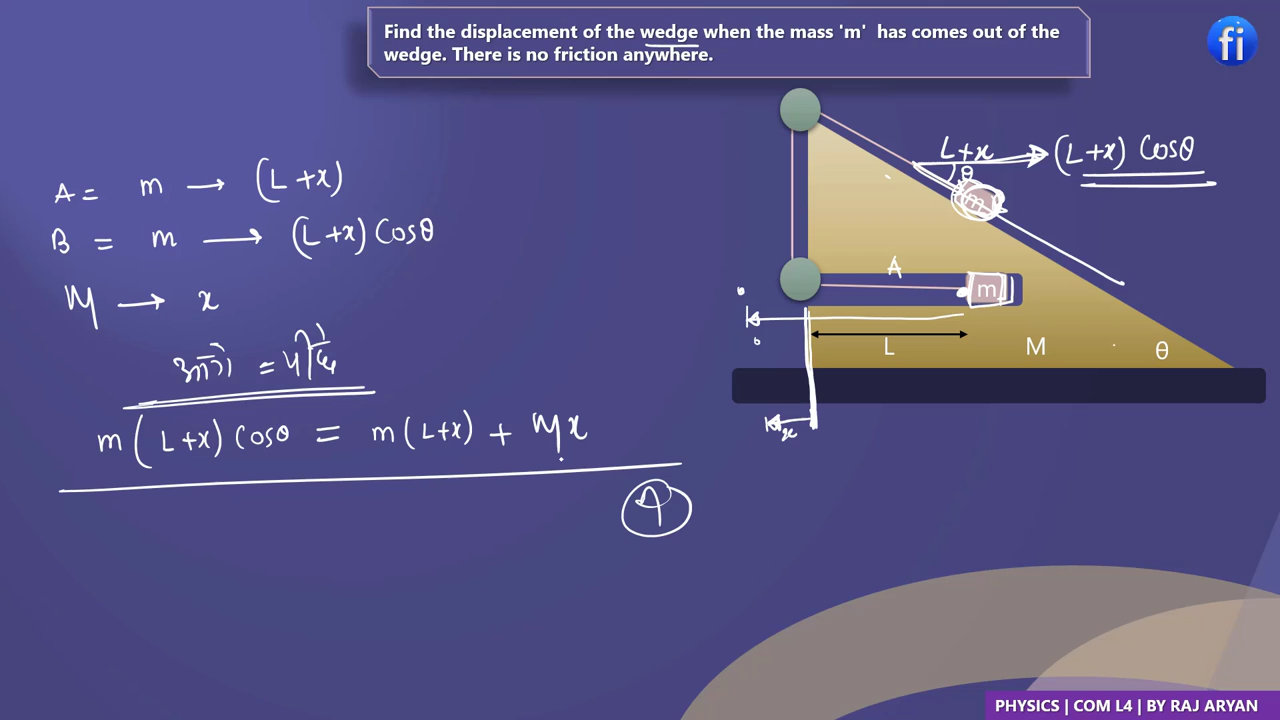 Find the displacement of the wedge when the mass 'm' has comes out of the
wedge. There is no friction anywhere.
fi
L+x → (L+x) Cosθ
θ
m
A = m → (L+x)
B = m → (L+x) Cosθ
M → x
A
m
L
M
θ
x
m (L+x) Cosθ = m (L+x) + Mx
PHYSICS | COM L4 | BY RAJ ARYAN